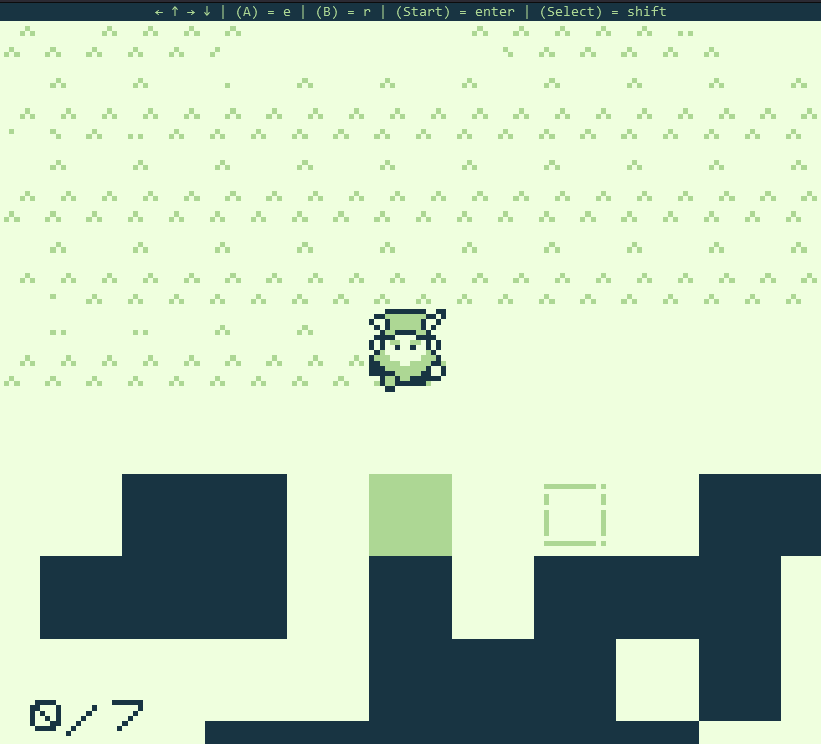 ← ↑ → ↓ | (A) = e | (B) = r | (Start) = enter | (Select) = shift
0/7